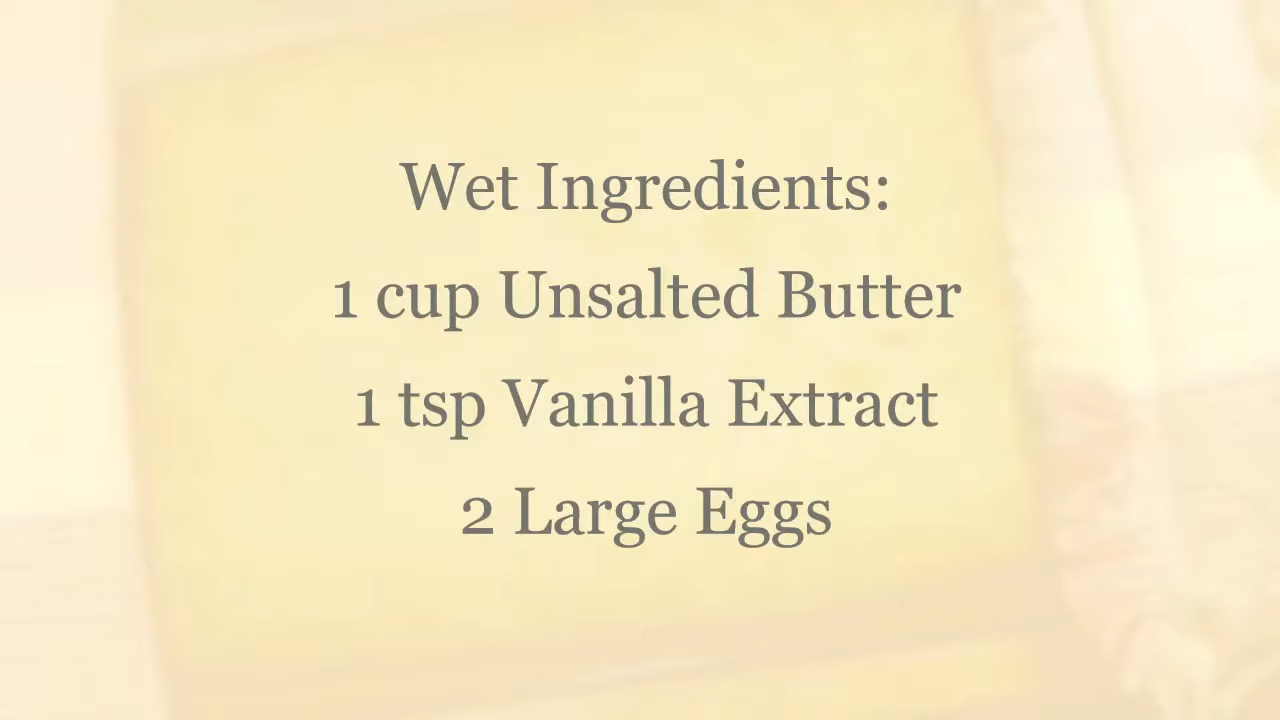 Wet Ingredients:
1 cup Unsalted Butter
1 tsp Vanilla Extract
2 Large Eggs